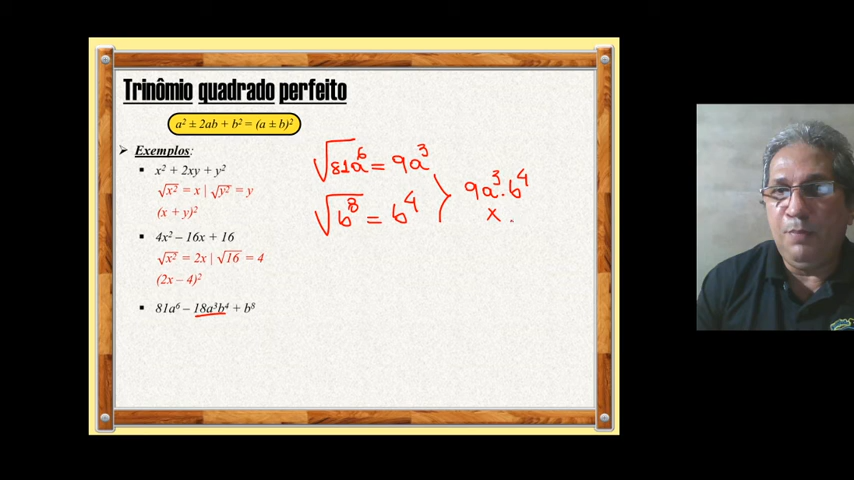 Trinômio quadrado perfeito
a² ± 2ab + b² = (a ± b)²
Exemplos:
x² + 2xy + y²
√x² = x | √y² = y
(x + y)²
4x² – 16x + 16
√x² = 2x | √16 = 4
(2x – 4)²
81a⁶ – 18a³b⁴ + b⁸
√81a⁶ = 9a³
√b⁸ = b⁴
9a³.b⁴
x .